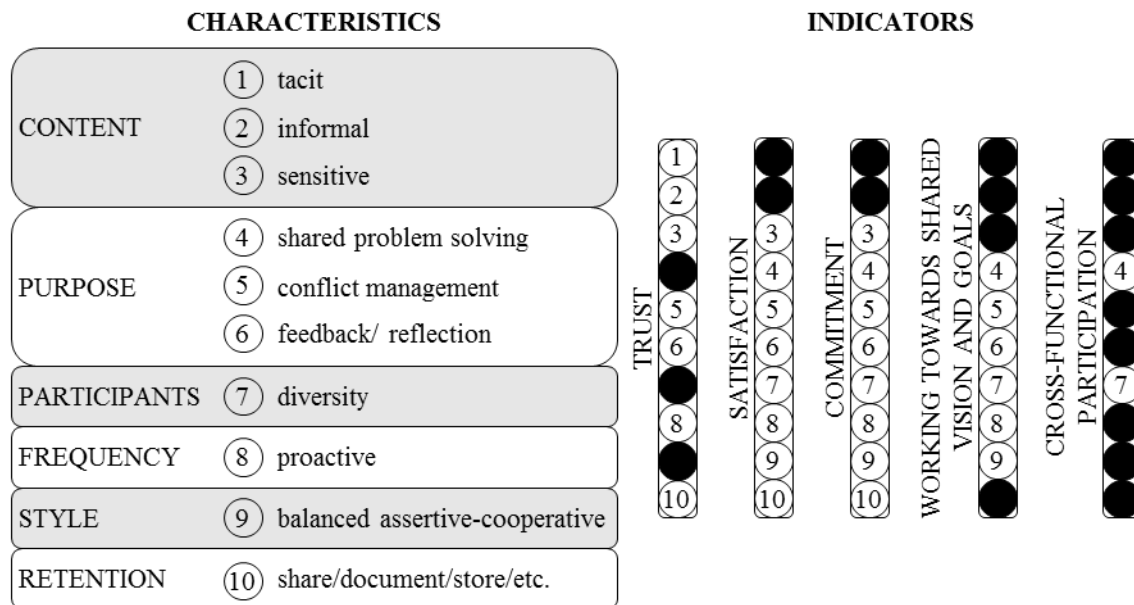 CHARACTERISTICS
CONTENT
1 tacit
2 informal
3 sensitive
PURPOSE
4 shared problem solving
5 conflict management
6 feedback/ reflection
PARTICIPANTS 7 diversity
FREQUENCY 8 proactive
STYLE 9 balanced assertive-cooperative
RETENTION 10 share/document/store/etc.
INDICATORS
TRUST
1
2
3
5
6
8
10
SATISFACTION
3
4
5
6
7
8
9
10
COMMITMENT
3
4
5
6
7
8
9
10
WORKING TOWARDS SHARED
VISION AND GOALS
4
5
6
7
8
9
CROSS-FUNCTIONAL
PARTICIPATION
4
7